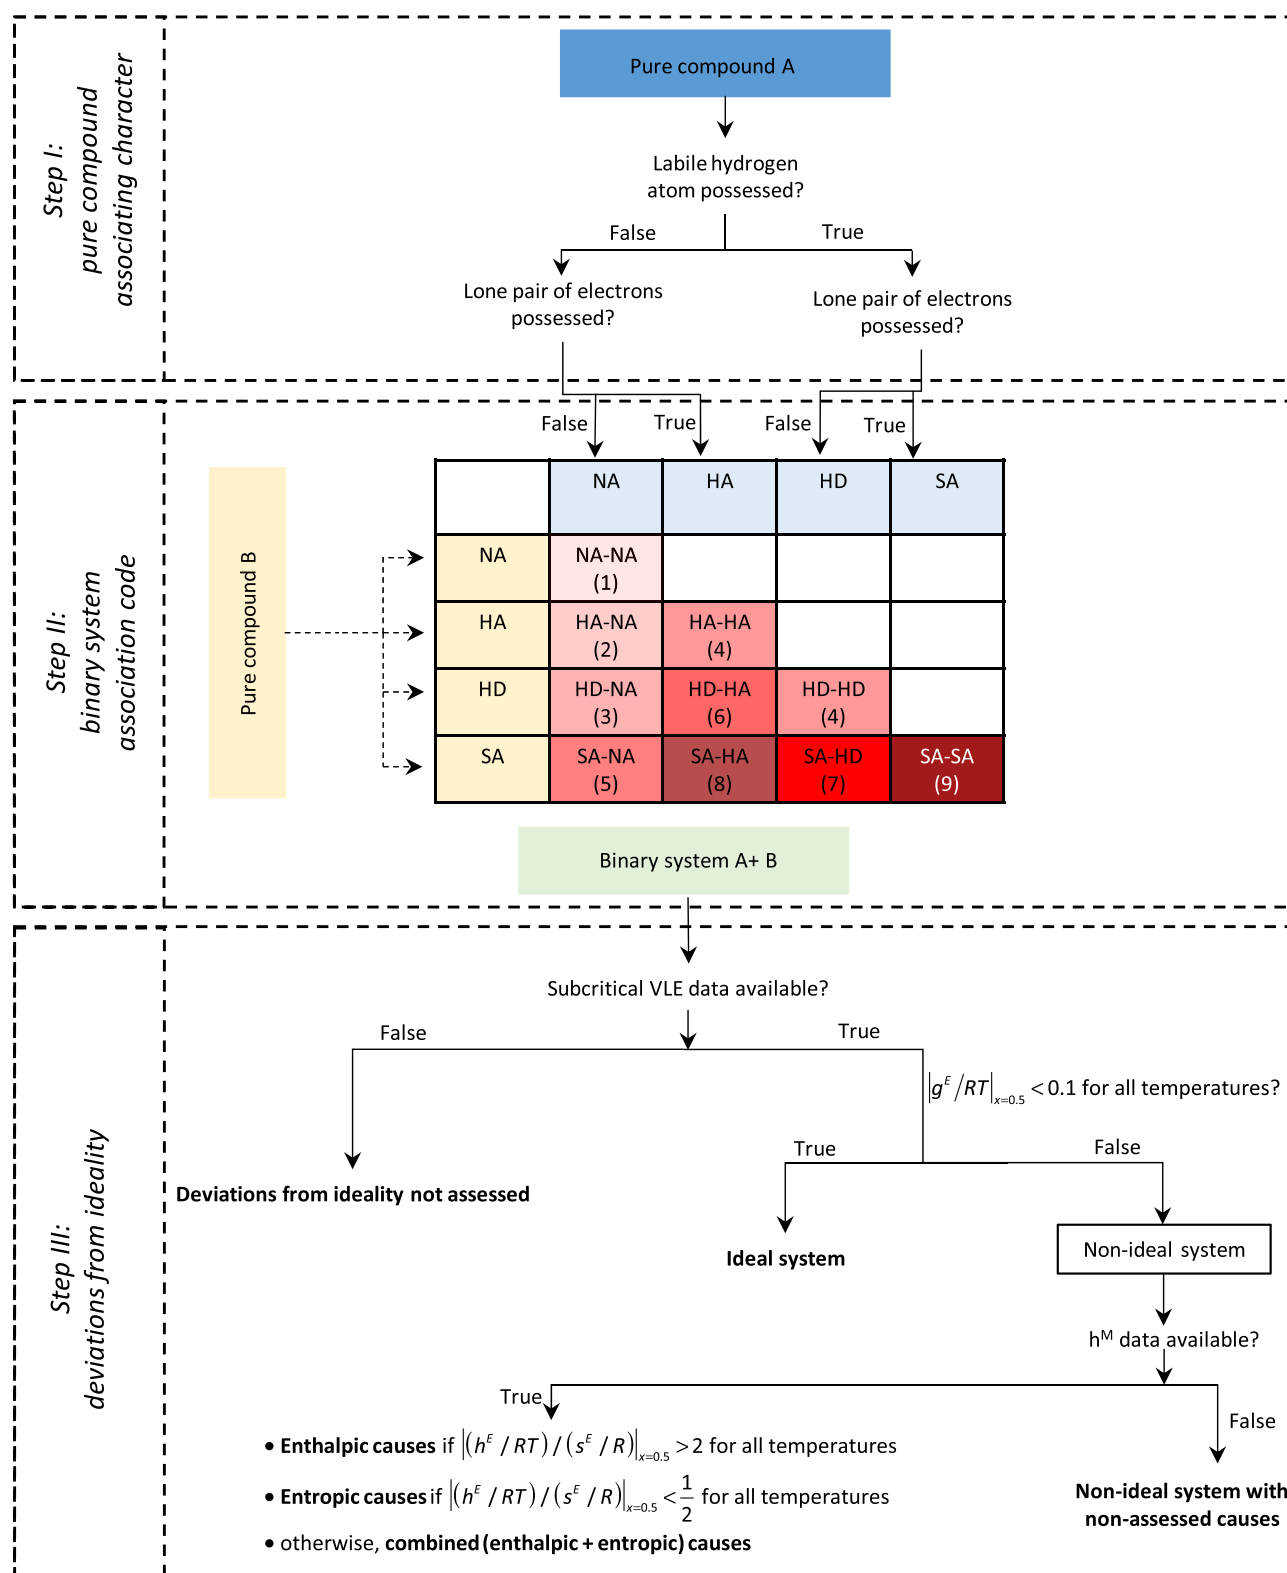 Step I:
pure compound
associating character
Pure compound A
Labile hydrogen
atom possessed?
False
True
Lone pair of electrons
possessed?
Lone pair of electrons
possessed?
Step II:
binary system
association code
False
True
False
True
Pure compound B
NA HA HD SA
NA NA-NA
(1)
HA HA-NA HA-HA
(2) (4)
HD HD-NA HD-HA HD-HD
(3) (6) (4)
SA SA-NA SA-HA SA-HD SA-SA
(5) (8) (7) (9)
Binary system A+ B
Step III:
deviations from ideality
Subcritical VLE data available?
False
True
|g^E/RT|_{x=0.5} < 0.1 for all temperatures?
True
False
Deviations from ideality not assessed
Ideal system
Non-ideal system
h^M data available?
True
False
• Enthalpic causes if |(h^E / RT) / (s^E / R)|_{x=0.5} > 2 for all temperatures
• Entropic causes if |(h^E / RT) / (s^E / R)|_{x=0.5} < 1/2 for all temperatures
• otherwise, combined (enthalpic + entropic) causes
Non-ideal system with
non-assessed causes